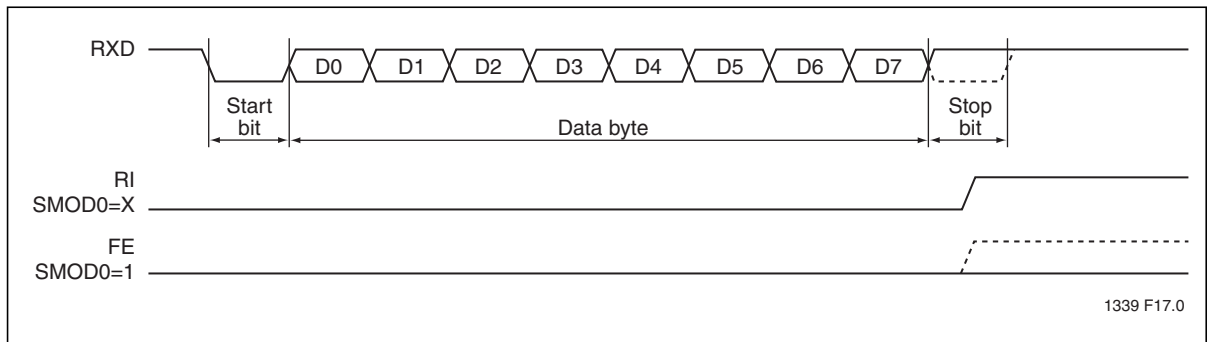 RXD
D0 D1 D2 D3 D4 D5 D6 D7
Start
bit
Data byte
Stop
bit
RI
SMOD0=X
FE
SMOD0=1
1339 F17.0